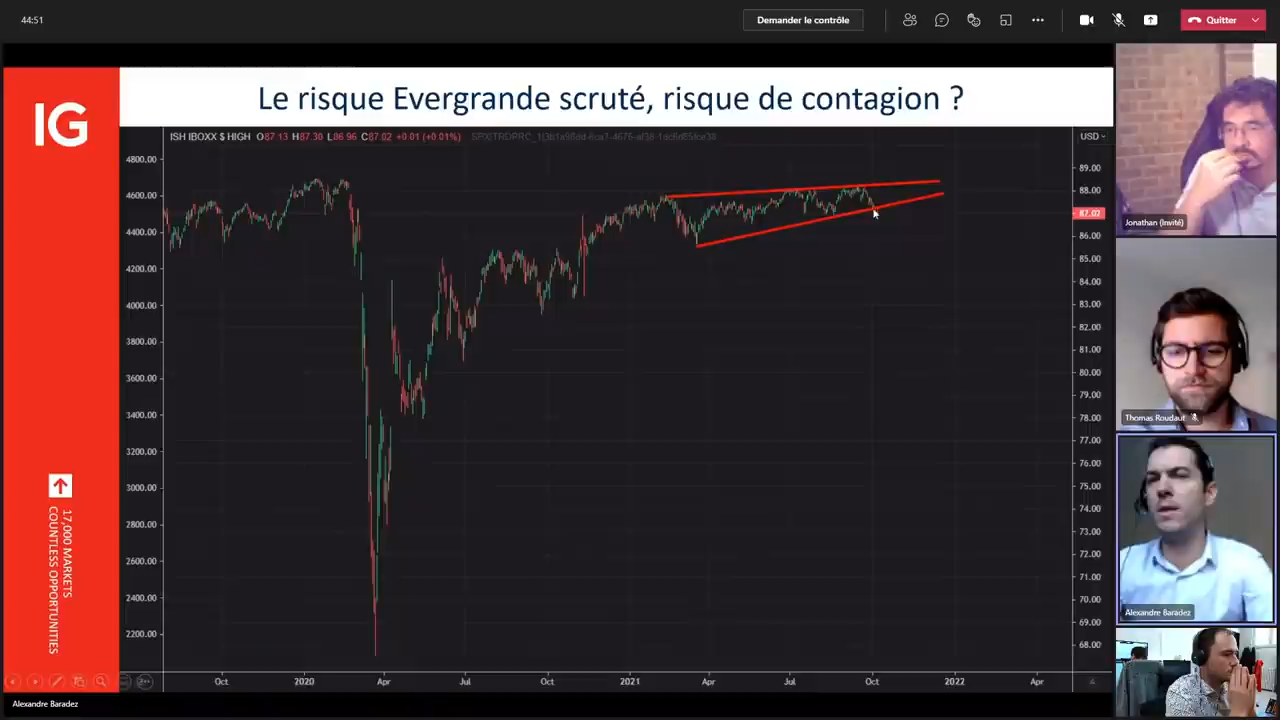 44:51
Demander le contrôle
Quitter
IG
Le risque Evergrande scruté, risque de contagion ?
ISH IBOXX $ HIGH O87.13 H87.30 L86.96 C87.02 +0.01 (+0.01%)
USD
4800.00
4600.00
4400.00
4200.00
4000.00
3800.00
3600.00
3400.00
3200.00
3000.00
2800.00
2600.00
2400.00
2200.00
89.00
88.00
87.02
86.00
85.00
84.00
83.00
82.00
81.00
80.00
79.00
78.00
77.00
76.00
75.00
74.00
73.00
72.00
71.00
70.00
69.00
68.00
Oct
2020
Apr
Jul
Oct
2021
Apr
Jul
Oct
2022
Apr
17,000 MARKETS
COUNTLESS OPPORTUNITIES
Jonathan (Invité)
Thomas Roudaut
Alexandre Baradez
Alexandre Baradez